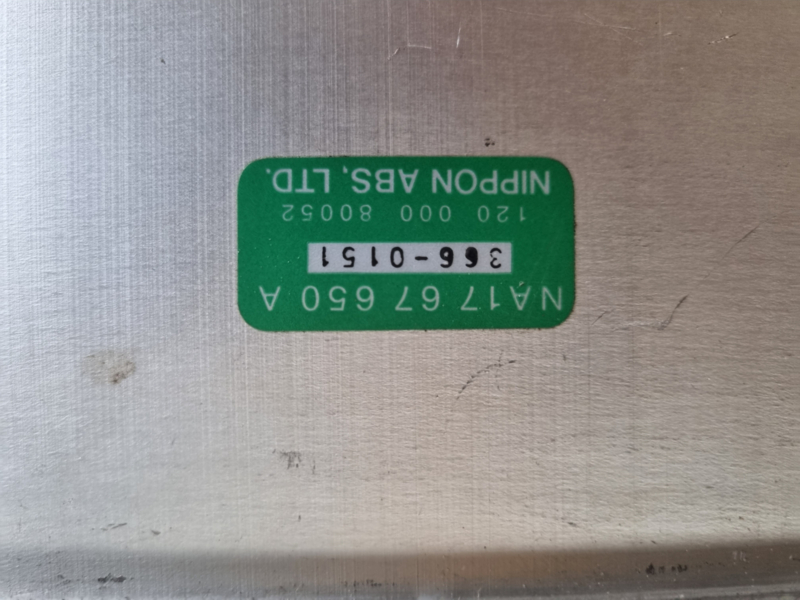 NA17 67 650 A
366-0151
120 000 80052
NIPPON ABS, LTD.